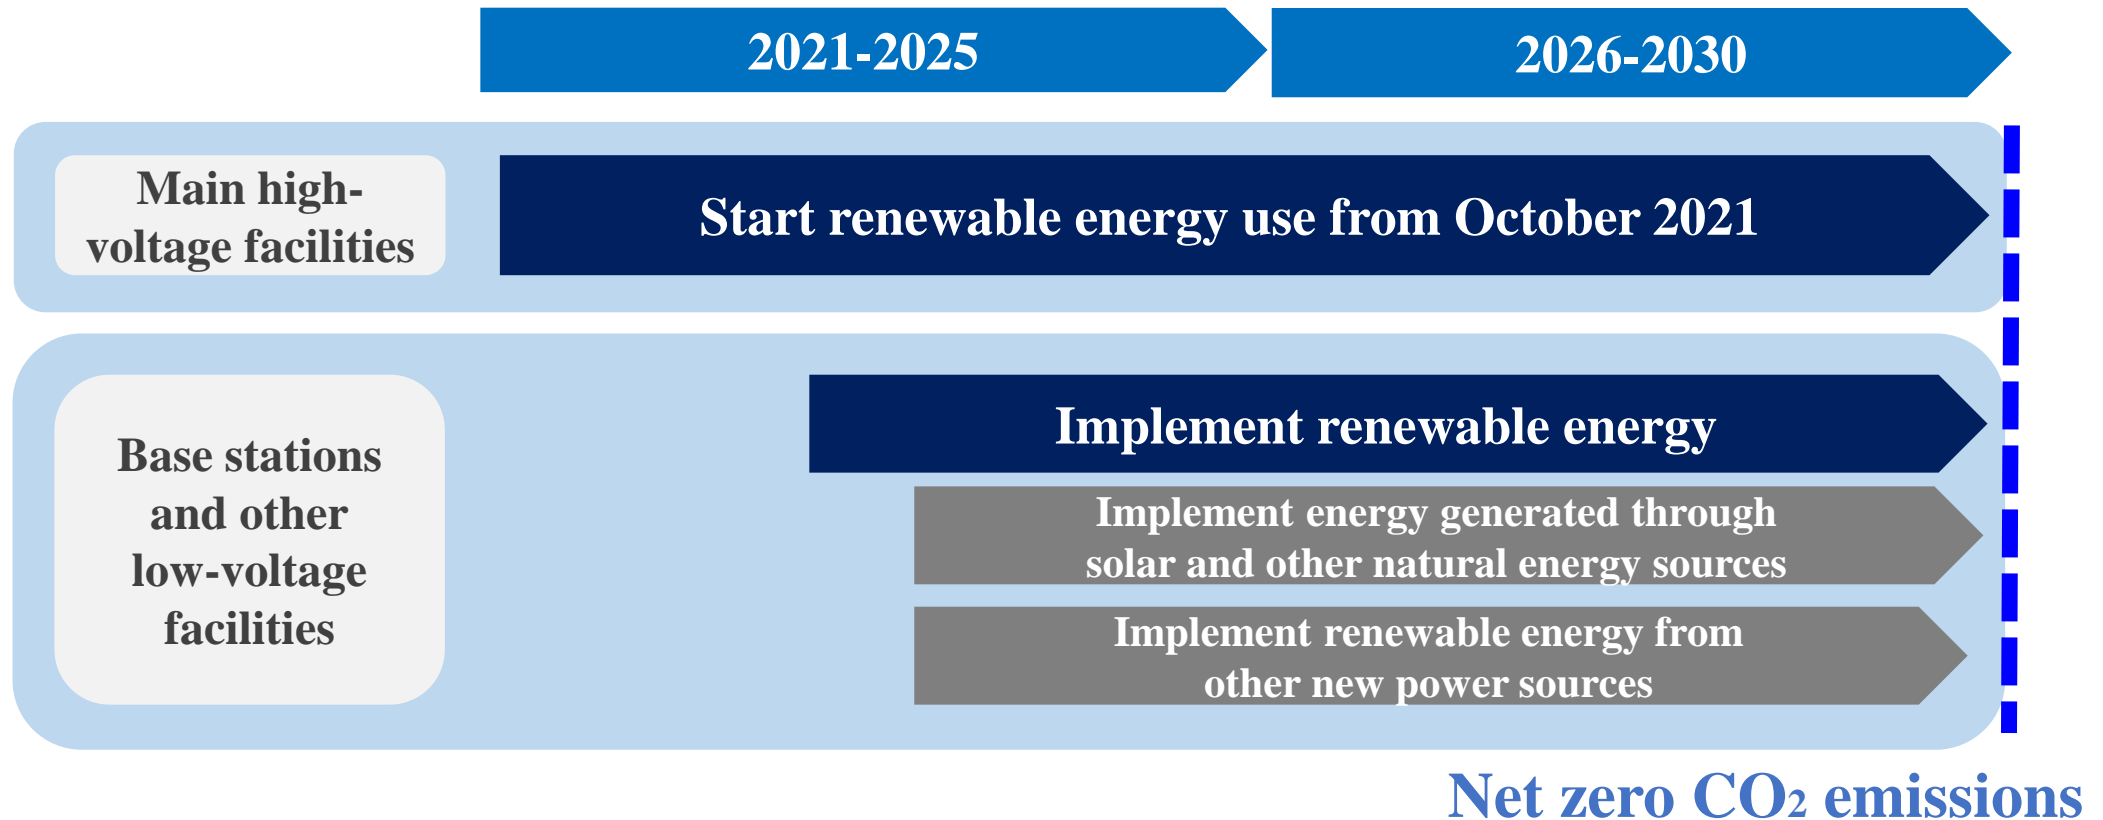 2021-2025
2026-2030
Main high-
voltage facilities
Start renewable energy use from October 2021
Base stations
and other
low-voltage
facilities
Implement renewable energy
Implement energy generated through
solar and other natural energy sources
Implement renewable energy from
other new power sources
Net zero CO2 emissions